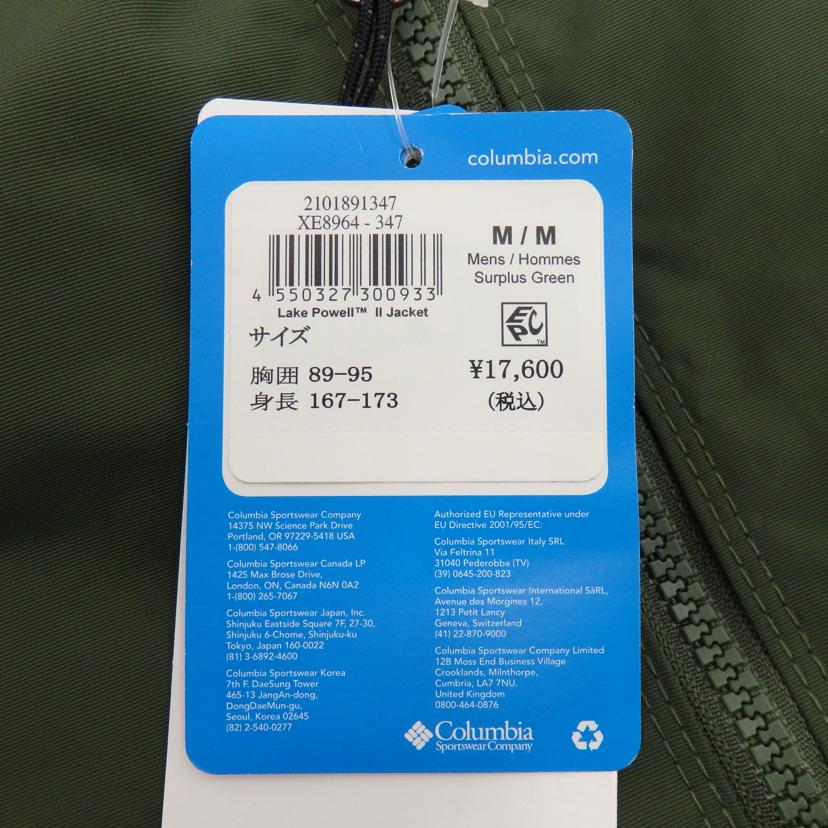 columbia.com
2101891347
XE8964 - 347
4 550327 300933
Lake Powell™ II Jacket
サイズ
胸囲 89-95
身長 167-173
M / M
Mens / Hommes
Surplus Green
EPC
TM
¥17,600
(税込)
Columbia Sportswear Company
14375 NW Science Park Drive
Portland, OR 97229-5418 USA
1-(800) 547-8066
Columbia Sportswear Canada LP
1425 Max Brose Drive,
London, ON, Canada N6N 0A2
1-(800) 265-7067
Columbia Sportswear Japan, Inc.
Shinjuku Eastside Square 7F, 27-30,
Shinjuku 6-Chome, Shinjuku-ku
Tokyo, Japan 160-0022
(81) 3-6892-4600
Columbia Sportswear Korea
7th F. DaeSung Tower
465-13 JangAn-dong,
DongDaeMun-gu,
Seoul, Korea 02645
(82) 2-540-0277
Authorized EU Representative under
EU Directive 2001/95/EC:
Columbia Sportswear Italy SRL
Via Feltrina 11
31040 Pederobba (TV)
(39) 0645-200-823
Columbia Sportswear International SàRL,
Avenue des Morgines 12,
1213 Petit Lancy
Geneva, Switzerland
(41) 22-870-9000
Columbia Sportswear Company Limited
12B Moss End Business Village
Crooklands, Milnthorpe,
Cumbria, LA7 7NU,
United Kingdom
0800-464-0876
Columbia
Sportswear Company